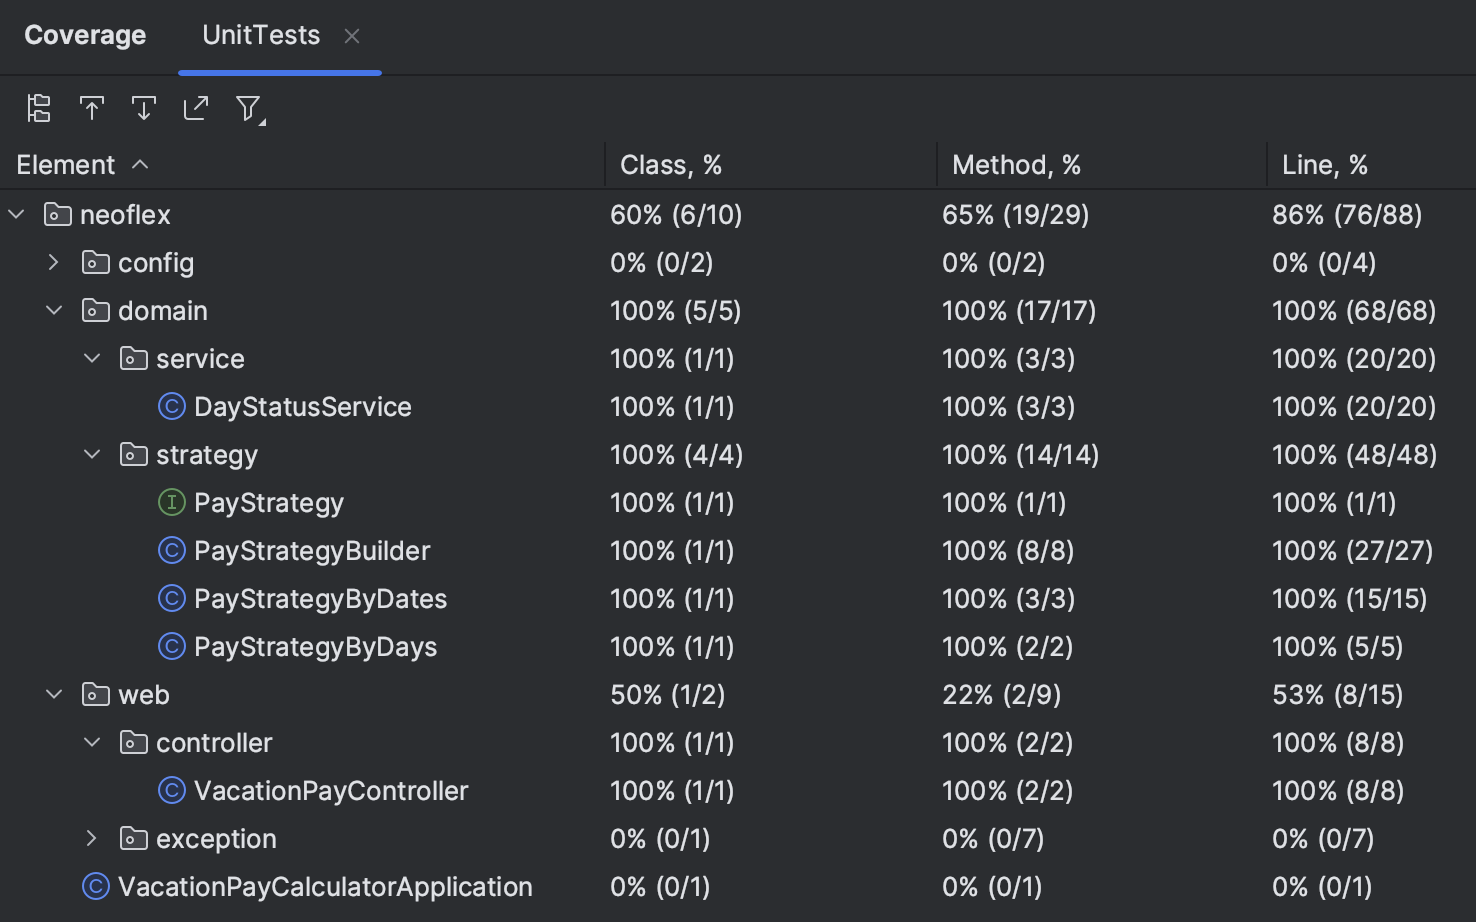 Coverage UnitTests
Element Class, % Method, % Line, %
neoflex 60% (6/10) 65% (19/29) 86% (76/88)
config 0% (0/2) 0% (0/2) 0% (0/4)
domain 100% (5/5) 100% (17/17) 100% (68/68)
service 100% (1/1) 100% (3/3) 100% (20/20)
DayStatusService 100% (1/1) 100% (3/3) 100% (20/20)
strategy 100% (4/4) 100% (14/14) 100% (48/48)
PayStrategy 100% (1/1) 100% (1/1) 100% (1/1)
PayStrategyBuilder 100% (1/1) 100% (8/8) 100% (27/27)
PayStrategyByDates 100% (1/1) 100% (3/3) 100% (15/15)
PayStrategyByDays 100% (1/1) 100% (2/2) 100% (5/5)
web 50% (1/2) 22% (2/9) 53% (8/15)
controller 100% (1/1) 100% (2/2) 100% (8/8)
VacationPayController 100% (1/1) 100% (2/2) 100% (8/8)
exception 0% (0/1) 0% (0/7) 0% (0/7)
VacationPayCalculatorApplication 0% (0/1) 0% (0/1) 0% (0/1)